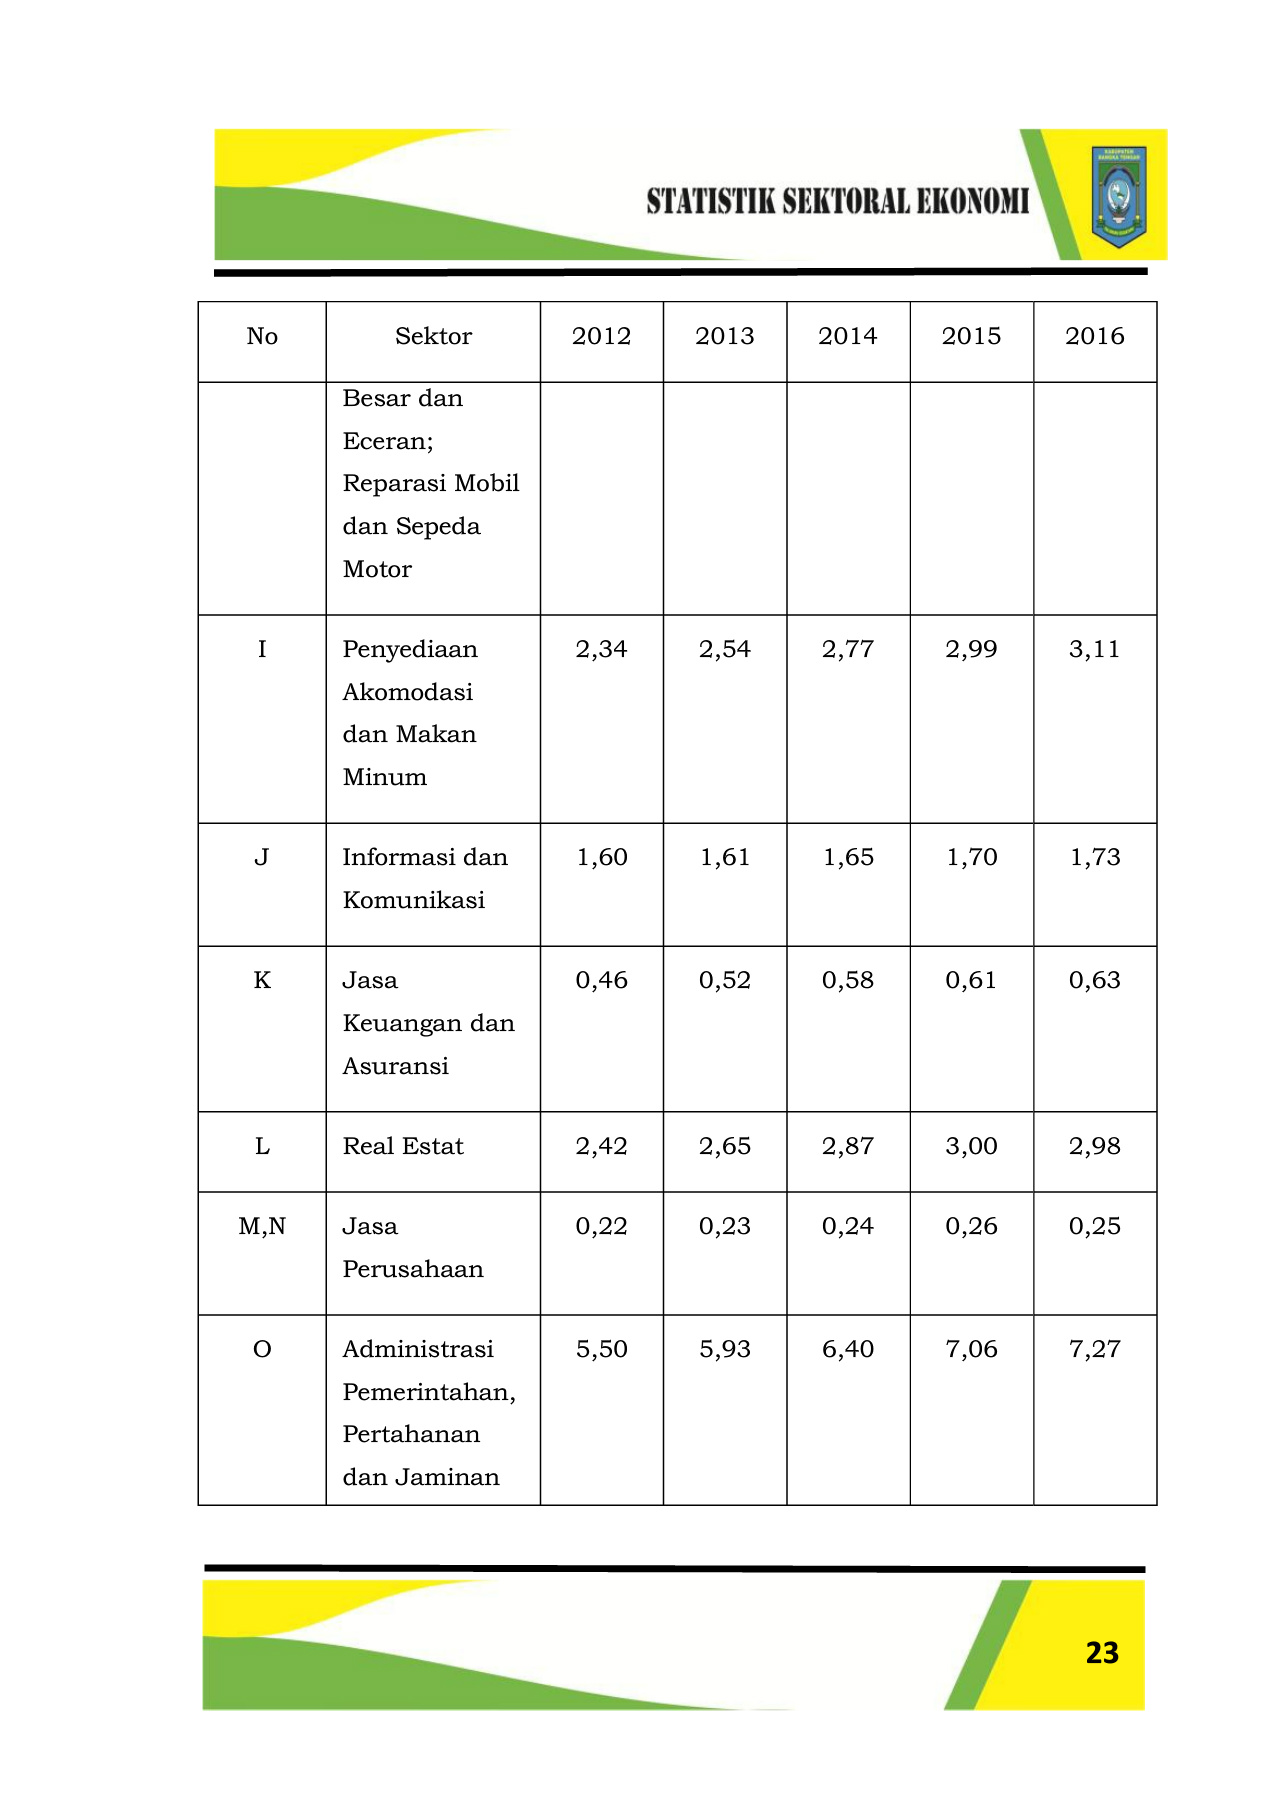 KABUPATEN
BANGKA TENGAH
STATISTIK SEKTORAL EKONOMI
No Sektor 2012 2013 2014 2015 2016
Besar dan
Eceran;
Reparasi Mobil
dan Sepeda
Motor
I Penyediaan 2,34 2,54 2,77 2,99 3,11
Akomodasi
dan Makan
Minum
J Informasi dan 1,60 1,61 1,65 1,70 1,73
Komunikasi
K Jasa 0,46 0,52 0,58 0,61 0,63
Keuangan dan
Asuransi
L Real Estat 2,42 2,65 2,87 3,00 2,98
M,N Jasa 0,22 0,23 0,24 0,26 0,25
Perusahaan
O Administrasi 5,50 5,93 6,40 7,06 7,27
Pemerintahan,
Pertahanan
dan Jaminan
23